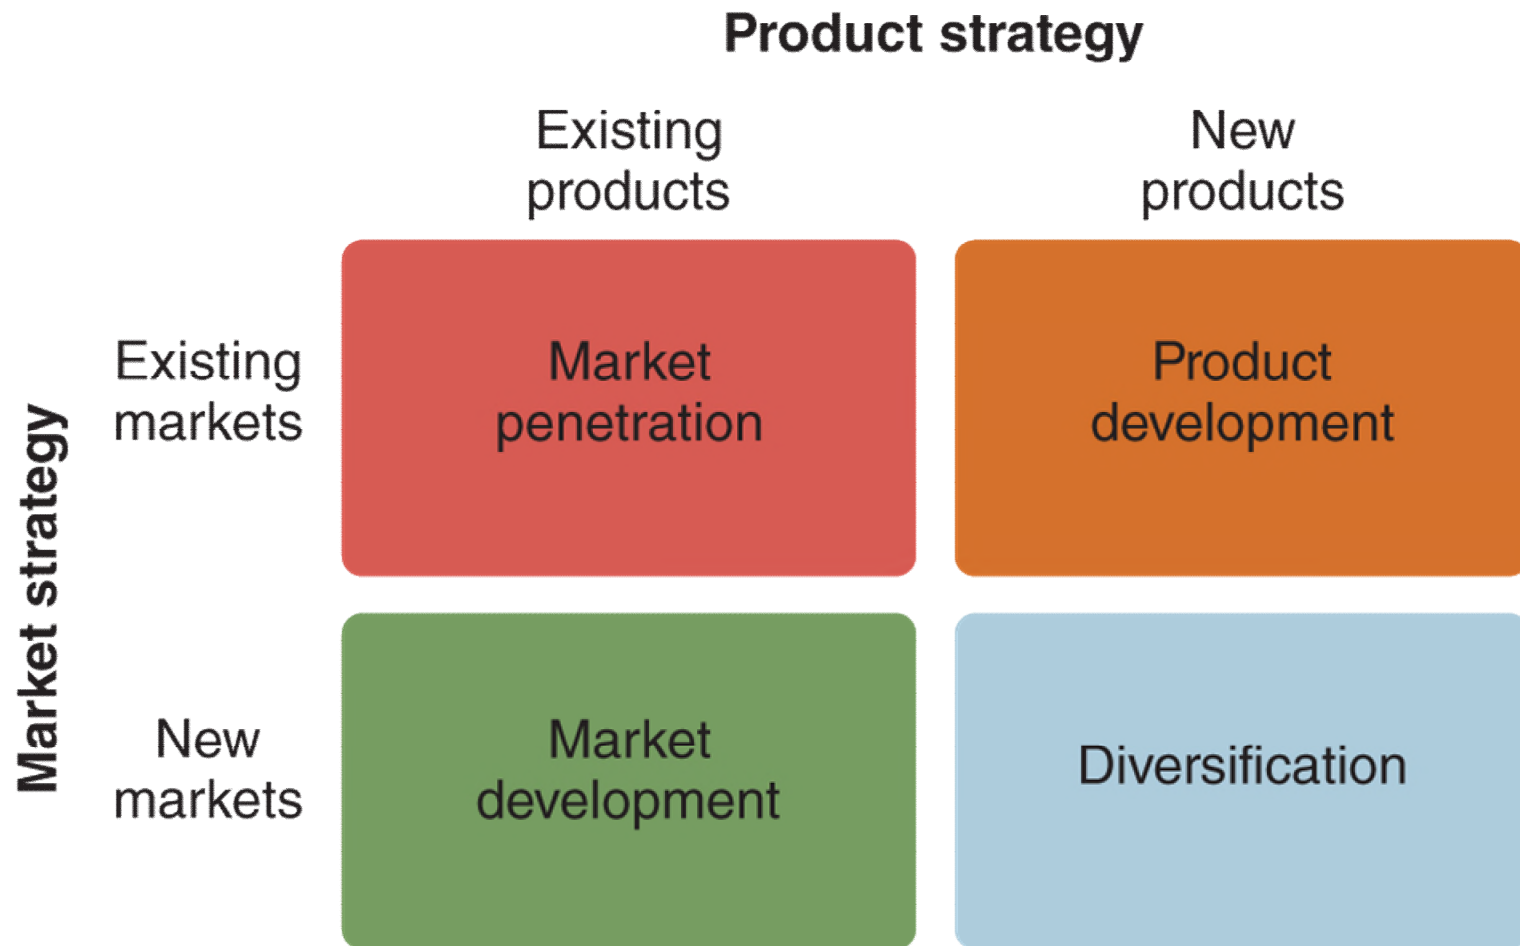 Product strategy
Existing
products
New
products
Market strategy
Existing
markets
Market
penetration
Product
development
New
markets
Market
development
Diversification